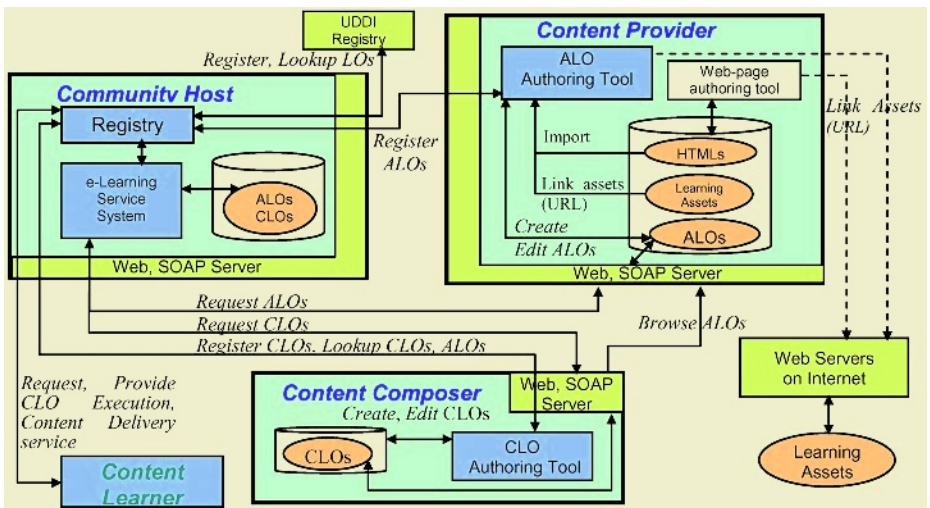 UDDI
Registry
Register, Lookup LOs
Content Provider
ALO
Authoring Tool
Web-page
authoring tool
Link Assets
(URL)
Community Host
Registry
Register
ALOs
Import
HTMLs
e-Learning
Service
System
ALOs
CLOs
Link assets
(URL)
Learning
Assets
Create
Edit ALOs
ALOs
Web, SOAP Server
Web, SOAP Server
Request ALOs
Request CLOs
Browse ALOs
Register CLOs, Lookup CLOs, ALOs
Request, Provide
CLO Execution,
Content Delivery
service
Content Composer
Web, SOAP
Server
Create, Edit CLOs
CLOs
CLO
Authoring Tool
Web Servers
on Internet
Learning
Assets
Content
Learner